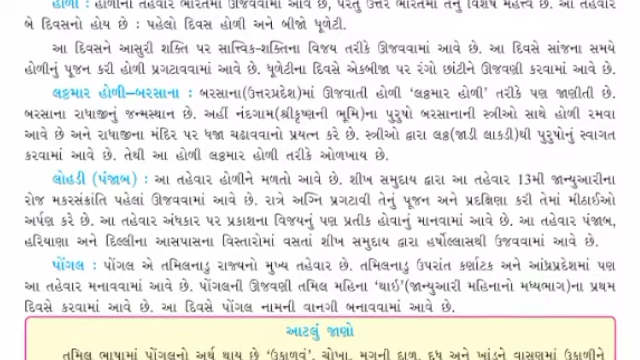 હોળી : હોળીનો તહેવાર ભારતમાં ઊજવવામાં આવે છે, પરંતુ ઉત્તર ભારતમાં તેનું વિશેષ મહત્ત્વ છે. આ તહેવાર
બે દિવસનો હોય છે : પહેલો દિવસ હોળી અને બીજો ધૂળેટી.
આ દિવસને આસુરી શક્તિ પર સાત્ત્વિક-શક્તિના વિજય તરીકે ઊજવવામાં આવે છે. આ દિવસે સાંજના સમયે
હોળીનું પૂજન કરી હોળી પ્રગટાવવામાં આવે છે. ધૂળેટીના દિવસે એકબીજા પર રંગો છાંટીને ઊજવણી કરવામાં આવે છે.
લઠ્ઠમાર હોળી–બરસાના : બરસાના(ઉત્તરપ્રદેશ)માં ઊજવાતી હોળી 'લઠ્ઠમાર હોળી' તરીકે પણ જાણીતી છે.
બરસાના રાધાજીનું જન્મસ્થાન છે. અહીં નંદગામ(શ્રીકૃષ્ણની ભૂમિ)ના પુરુષો બરસાનાની સ્ત્રીઓ સાથે હોળી રમવા
આવે છે અને રાધાજીના મંદિર પર ધજા ચઢાવવાનો પ્રયત્ન કરે છે. સ્ત્રીઓ દ્વારા લઠ્ઠ(જાડી લાકડી)થી પુરુષોનું સ્વાગત
કરવામાં આવે છે. તેથી આ હોળી લઠ્ઠમાર હોળી તરીકે ઓળખાય છે.
લોહડી (પંજાબ) : આ તહેવાર હોળીને મળતો આવે છે. શીખ સમુદાય દ્વારા આ તહેવાર 13મી જાન્યુઆરીના
રોજ મકરસંક્રાંતિ પહેલાં ઊજવવામાં આવે છે. રાત્રે અગ્નિ પ્રગટાવી તેનું પૂજન અને પ્રદક્ષિણા કરી તેમાં મીઠાઈઓ
અર્પણ કરે છે. આ તહેવાર અંધકાર પર પ્રકાશના વિજયનું પણ પ્રતીક હોવાનું માનવામાં આવે છે. આ તહેવાર પંજાબ,
હરિયાણા અને દિલ્લીના આસપાસના વિસ્તારોમાં વસતાં શીખ સમુદાય દ્વારા હર્ષોલ્લાસથી ઉજવવામાં આવે છે.
પોંગલ : પોંગલ એ તમિલનાડુ રાજ્યનો મુખ્ય તહેવાર છે. તમિલનાડુ ઉપરાંત કર્ણાટક અને આંધ્રપ્રદેશમાં પણ
આ તહેવાર મનાવવામાં આવે છે. પોંગલની ઊજવણી તમિલ મહિના 'થાઈ'(જાન્યુઆરી મહિનાનો મધ્યભાગ)ના પ્રથમ
દિવસે કરવામાં આવે છે. આ દિવસે પોંગલ નામની વાનગી બનાવવામાં આવે છે.
આટલું જાણો
તમિલ ભાષામાં પોંગલનો અર્થ થાય છે 'ઉકાળવું'. ચોખા, મગની દાળ, દૂધ અને ખાંડને વાસણમાં ઉકાળીને